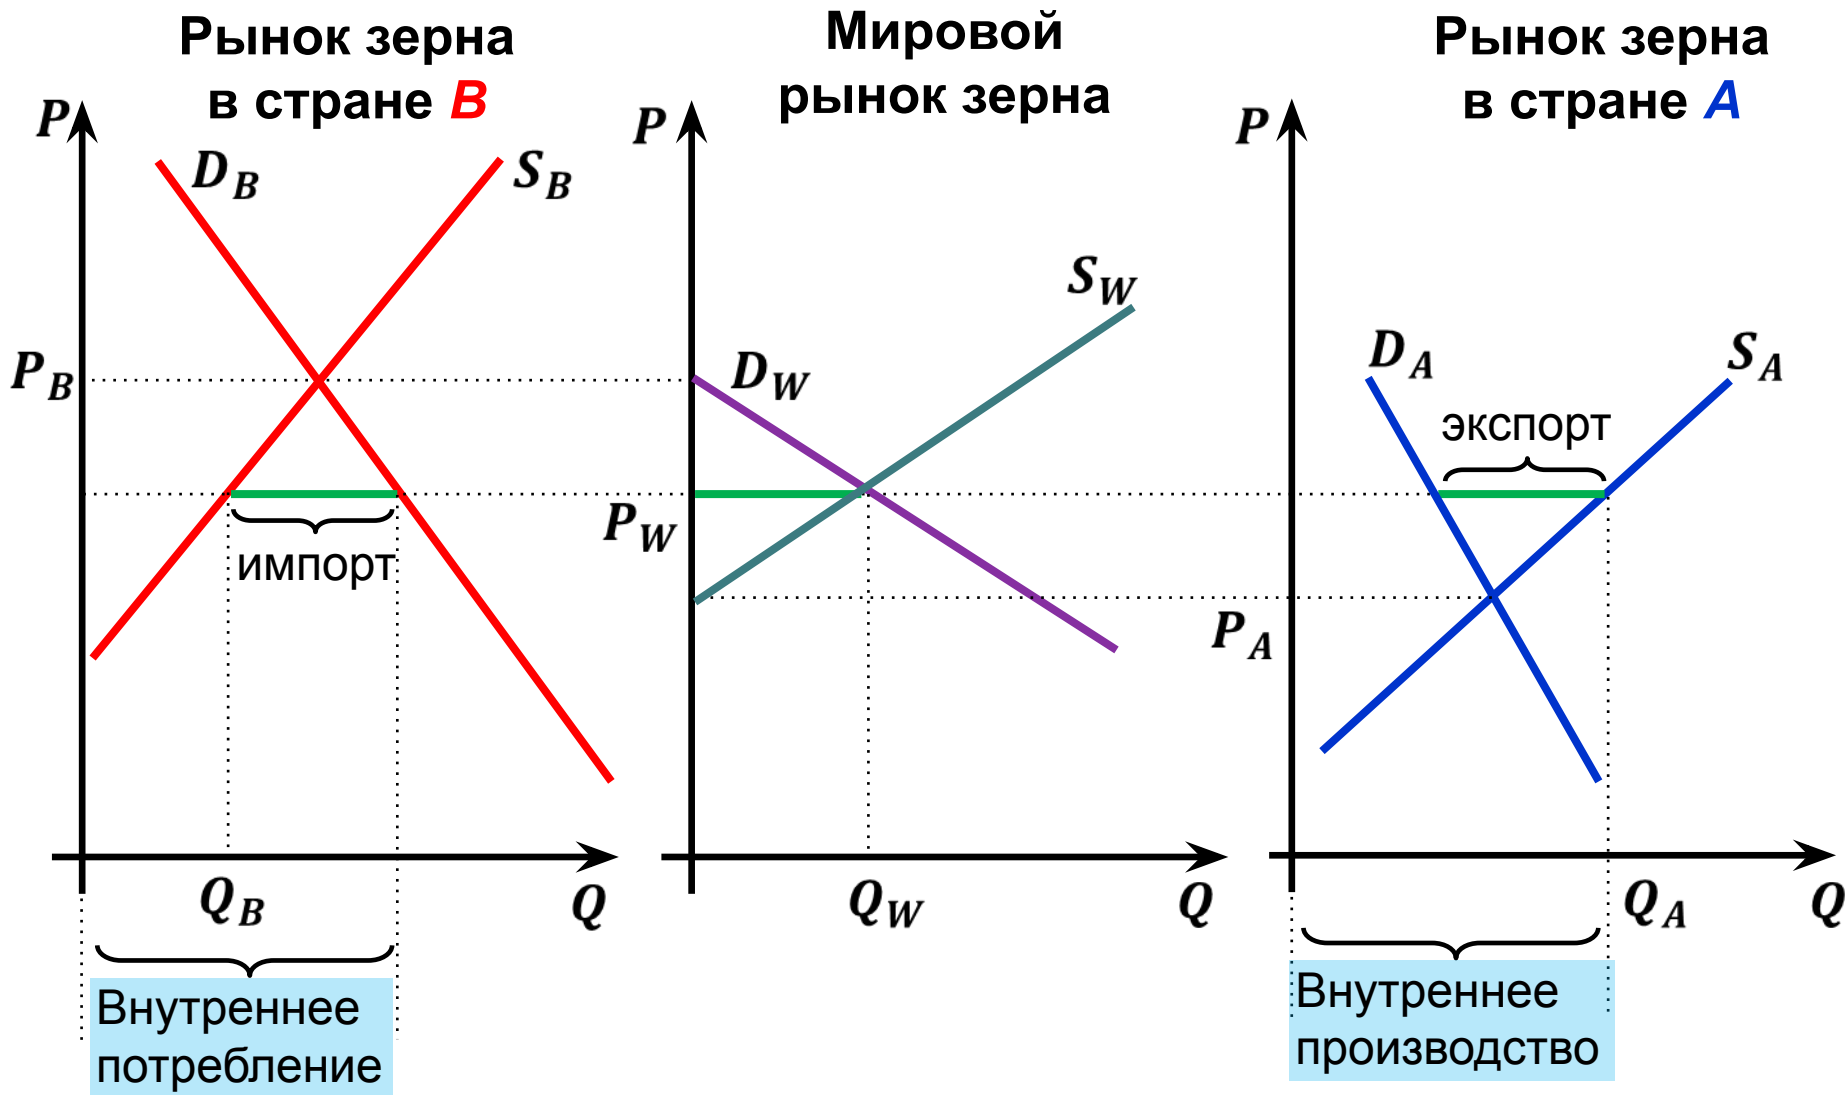 Рынок зерна
в стране B
P
D_B
S_B
P_B
импорт
Q_B
Q
Внутреннее
потребление
Мировой
рынок зерна
P
S_W
D_W
P_W
Q_W
Q
Рынок зерна
в стране A
P
D_A
S_A
экспорт
P_A
Q_A
Q
Внутреннее
производство